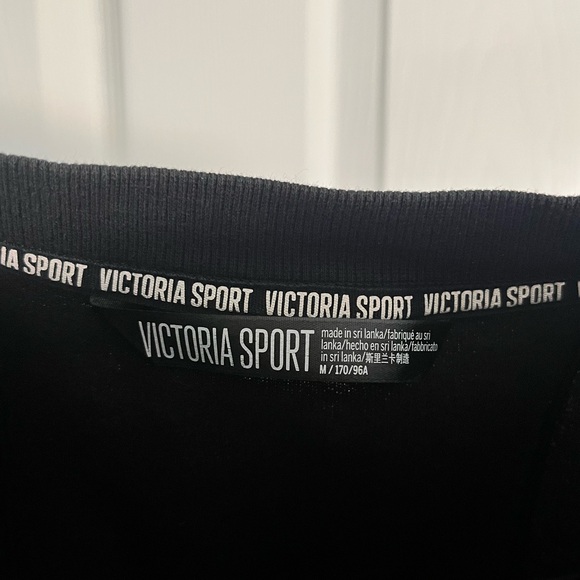 IA SPORT VICTORIA SPORT VICTORIA SPORT VICTORIA SPORT
VICTORIA SPORT
made in sri lanka/fabriqué au sri
lanka/hecho en sri lanka/fabbricato
in sri lanka/斯里兰卡制造
M / 170/96A